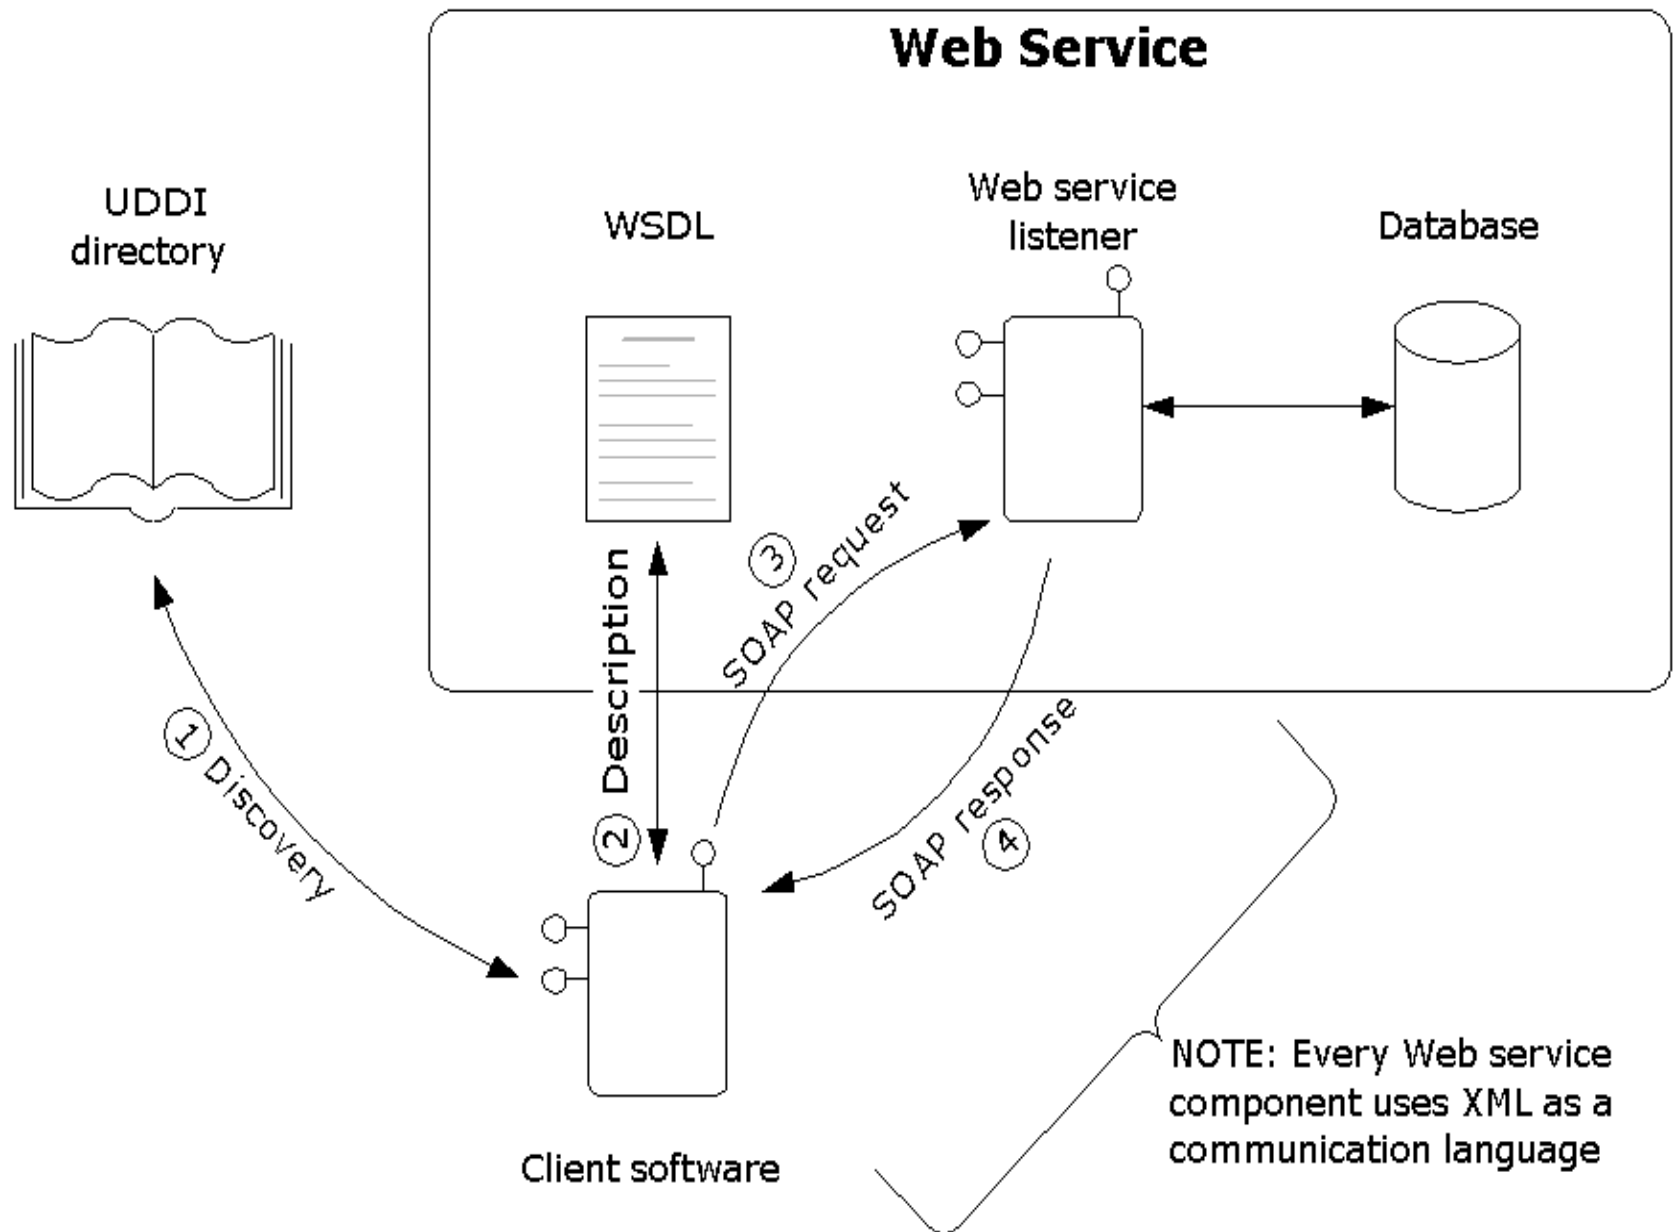 Web Service
UDDI
directory
WSDL
Web service
listener
Database
1 Discovery
2 Description
3
SOAP request
SOAP response
4
Client software
NOTE: Every Web service
component uses XML as a
communication language